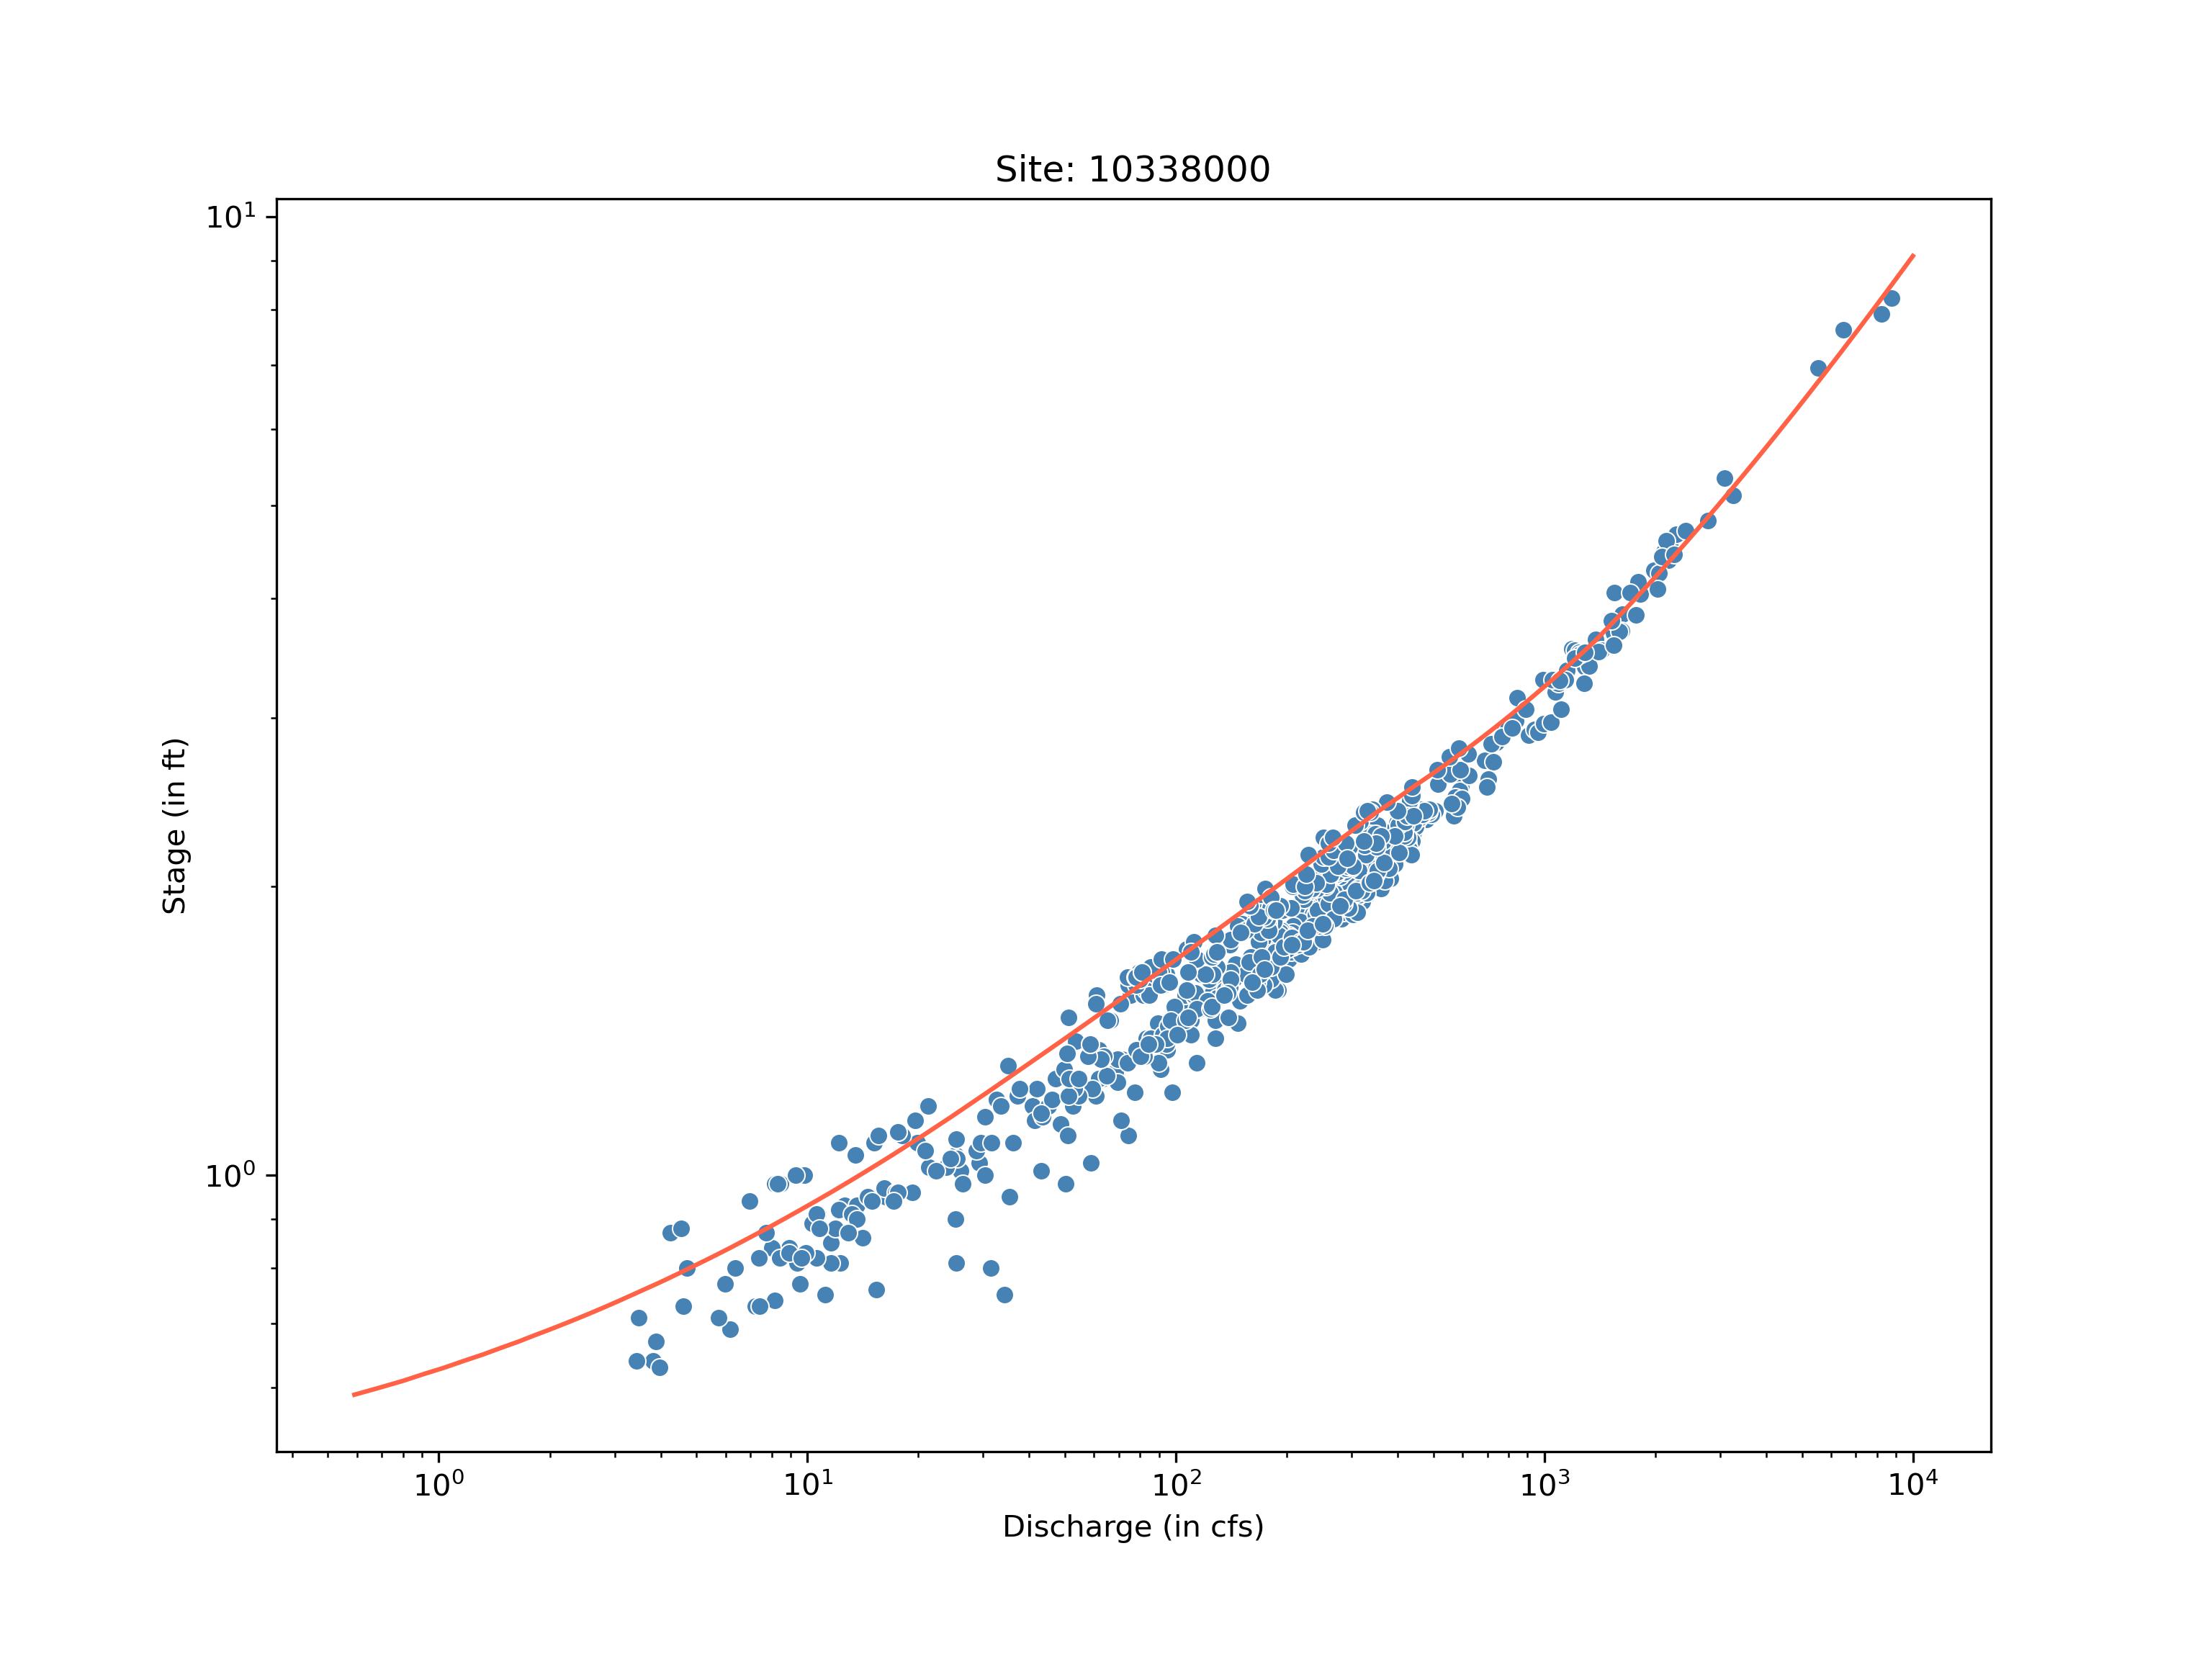 Site: 10338000
10¹
10⁰
Stage (in ft)
10⁰ 10¹ 10² 10³ 10⁴
Discharge (in cfs)